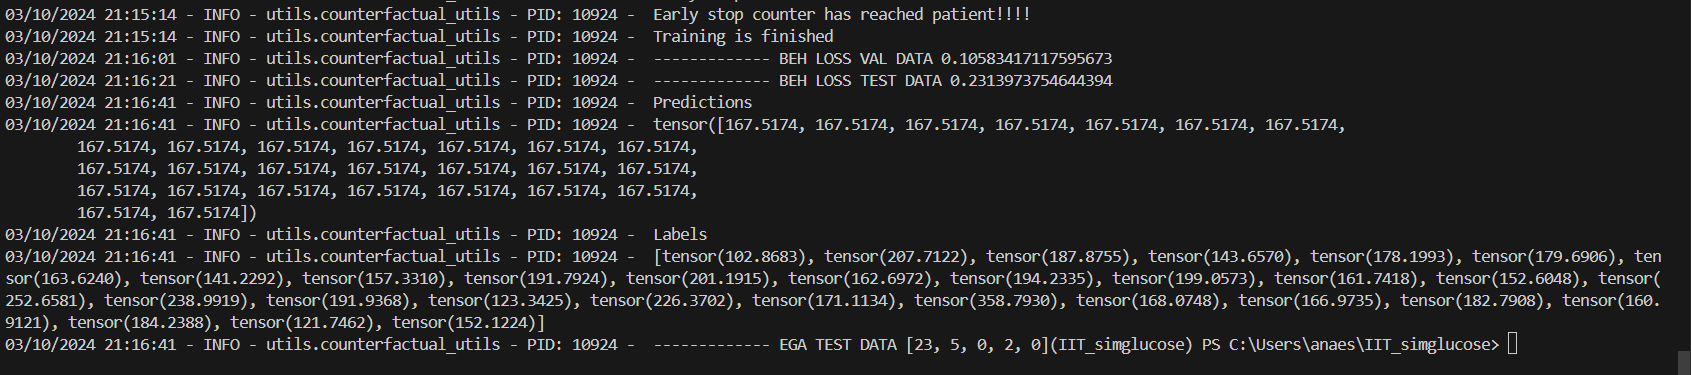 03/10/2024 21:15:14 - INFO - utils.counterfactual_utils - PID: 10924 -  Early stop counter has reached patient!!!!
03/10/2024 21:15:14 - INFO - utils.counterfactual_utils - PID: 10924 -  Training is finished
03/10/2024 21:16:01 - INFO - utils.counterfactual_utils - PID: 10924 -  ------------- BEH LOSS VAL DATA 0.10583417117595673
03/10/2024 21:16:21 - INFO - utils.counterfactual_utils - PID: 10924 -  ------------- BEH LOSS TEST DATA 0.2313973754644394
03/10/2024 21:16:41 - INFO - utils.counterfactual_utils - PID: 10924 -  Predictions
03/10/2024 21:16:41 - INFO - utils.counterfactual_utils - PID: 10924 -  tensor([167.5174, 167.5174, 167.5174, 167.5174, 167.5174, 167.5174, 167.5174,
167.5174, 167.5174, 167.5174, 167.5174, 167.5174, 167.5174, 167.5174,
167.5174, 167.5174, 167.5174, 167.5174, 167.5174, 167.5174, 167.5174,
167.5174, 167.5174, 167.5174, 167.5174, 167.5174, 167.5174, 167.5174,
167.5174, 167.5174])
03/10/2024 21:16:41 - INFO - utils.counterfactual_utils - PID: 10924 -  Labels
03/10/2024 21:16:41 - INFO - utils.counterfactual_utils - PID: 10924 -  [tensor(102.8683), tensor(207.7122), tensor(187.8755), tensor(143.6570), tensor(178.1993), tensor(179.6906), ten
sor(163.6240), tensor(141.2292), tensor(157.3310), tensor(191.7924), tensor(201.1915), tensor(162.6972), tensor(194.2335), tensor(199.0573), tensor(161.7418), tensor(152.6048), tensor(
252.6581), tensor(238.9919), tensor(191.9368), tensor(123.3425), tensor(226.3702), tensor(171.1134), tensor(358.7930), tensor(168.0748), tensor(166.9735), tensor(182.7908), tensor(160.
9121), tensor(184.2388), tensor(121.7462), tensor(152.1224)]
03/10/2024 21:16:41 - INFO - utils.counterfactual_utils - PID: 10924 -  ------------- EGA TEST DATA [23, 5, 0, 2, 0](IIT_simglucose) PS C:\Users\anaes\IIT_simglucose>